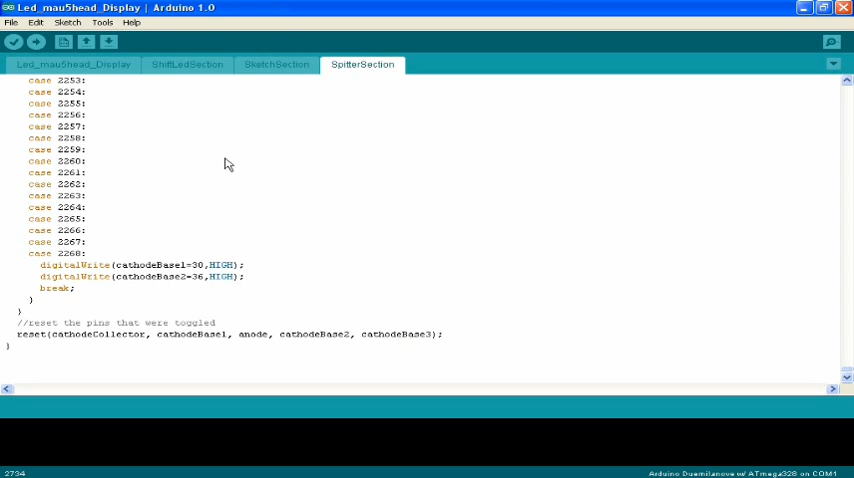 Led_mau5head_Display | Arduino 1.0
File Edit Sketch Tools Help
Led_mau5head_Display ShiftLedSection SketchSection SpitterSection
case 2253:
case 2254:
case 2255:
case 2256:
case 2257:
case 2258:
case 2259:
case 2260:
case 2261:
case 2262:
case 2263:
case 2264:
case 2265:
case 2266:
case 2267:
case 2268:
digitalWrite(cathodeBase1=30,HIGH);
digitalWrite(cathodeBase2=36,HIGH);
break;
}
}
//reset the pins that were toggled
reset(cathodeCollector, cathodeBase1, anode, cathodeBase2, cathodeBase3);
}
2734 Arduino Duemilanove w/ ATmega328 on COM1